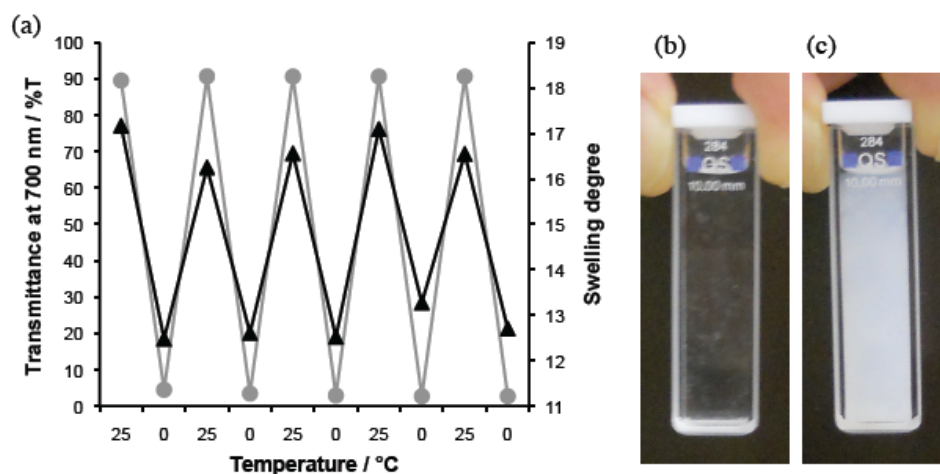 (a)
Transmittance at 700 nm / %T
100
90
80
70
60
50
40
30
20
10
0
19
18
17
16
15
14
13
12
11
Swelling degree
25 0 25 0 25 0 25 0 25 0
Temperature / °C
(b)
284
QS
10.00 mm
(c)
284
QS
10.00 mm